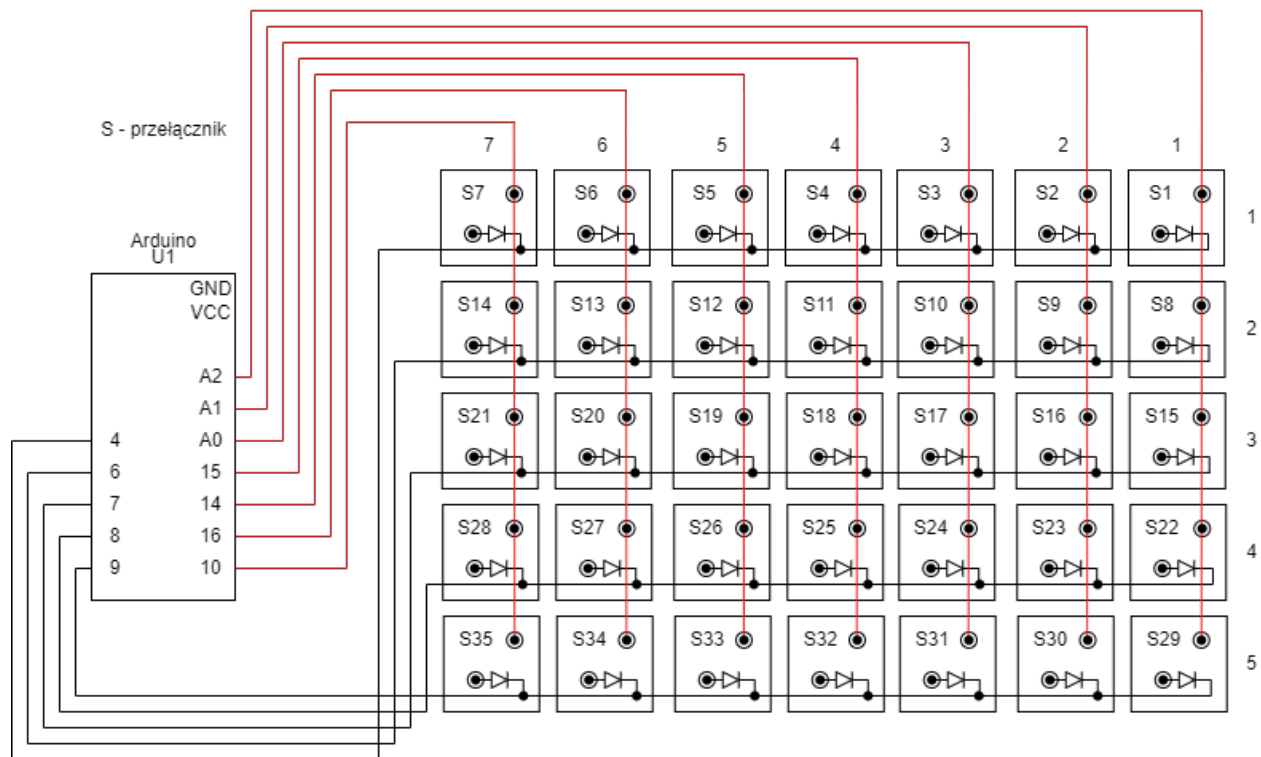 S - przełącznik
7 6 5 4 3 2 1
S7 S6 S5 S4 S3 S2 S1 1
Arduino
U1
GND
VCC
S14 S13 S12 S11 S10 S9 S8 2
A2
A1
4 A0
6 15
7 14
8 16
9 10
S21 S20 S19 S18 S17 S16 S15 3
S28 S27 S26 S25 S24 S23 S22 4
S35 S34 S33 S32 S31 S30 S29 5